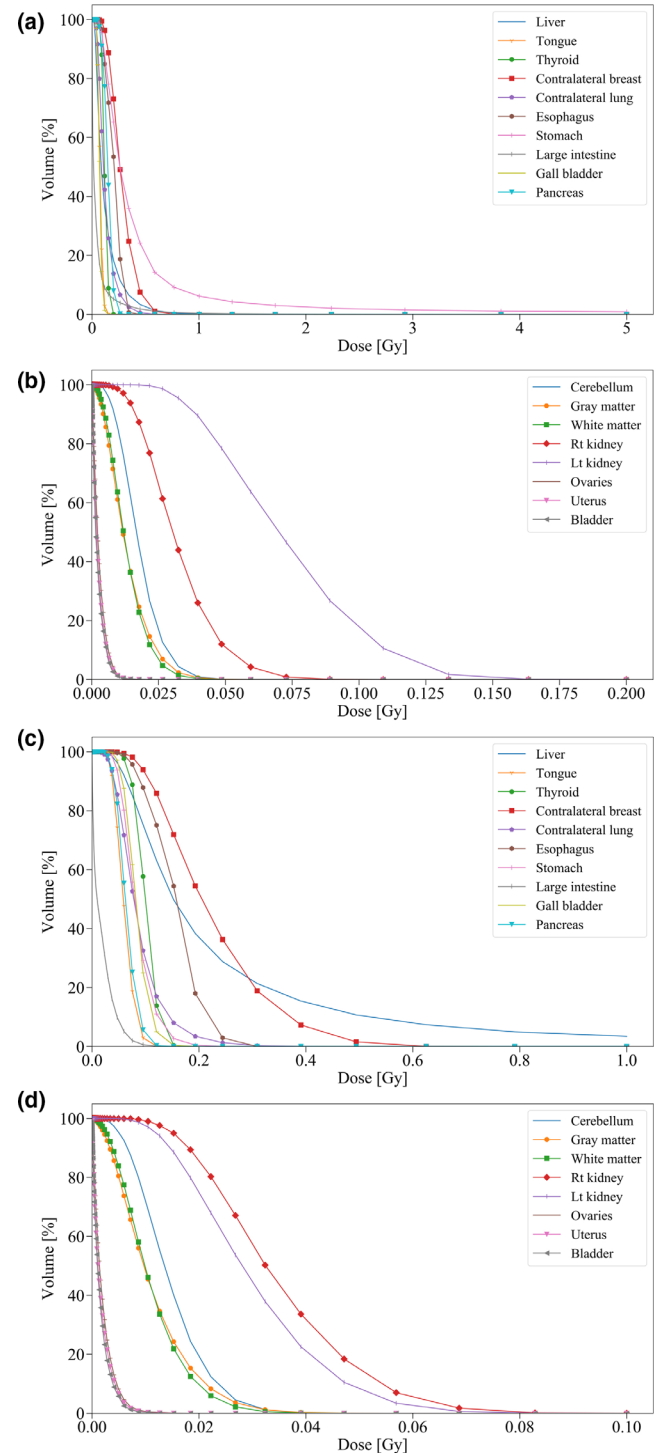 (a)
100
80
60
40
20
0
Volume [%]
Liver
Tongue
Thyroid
Contralateral breast
Contralateral lung
Esophagus
Stomach
Large intestine
Gall bladder
Pancreas
0 1 2 3 4 5
Dose [Gy]
(b)
100
80
60
40
20
0
Volume [%]
Cerebellum
Gray matter
White matter
Rt kidney
Lt kidney
Ovaries
Uterus
Bladder
0.000 0.025 0.050 0.075 0.100 0.125 0.150 0.175 0.200
Dose [Gy]
(c)
100
80
60
40
20
0
Volume [%]
Liver
Tongue
Thyroid
Contralateral breast
Contralateral lung
Esophagus
Stomach
Large intestine
Gall bladder
Pancreas
0.0 0.2 0.4 0.6 0.8 1.0
Dose [Gy]
(d)
100
80
60
40
20
0
Volume [%]
Cerebellum
Gray matter
White matter
Rt kidney
Lt kidney
Ovaries
Uterus
Bladder
0.00 0.02 0.04 0.06 0.08 0.10
Dose [Gy]